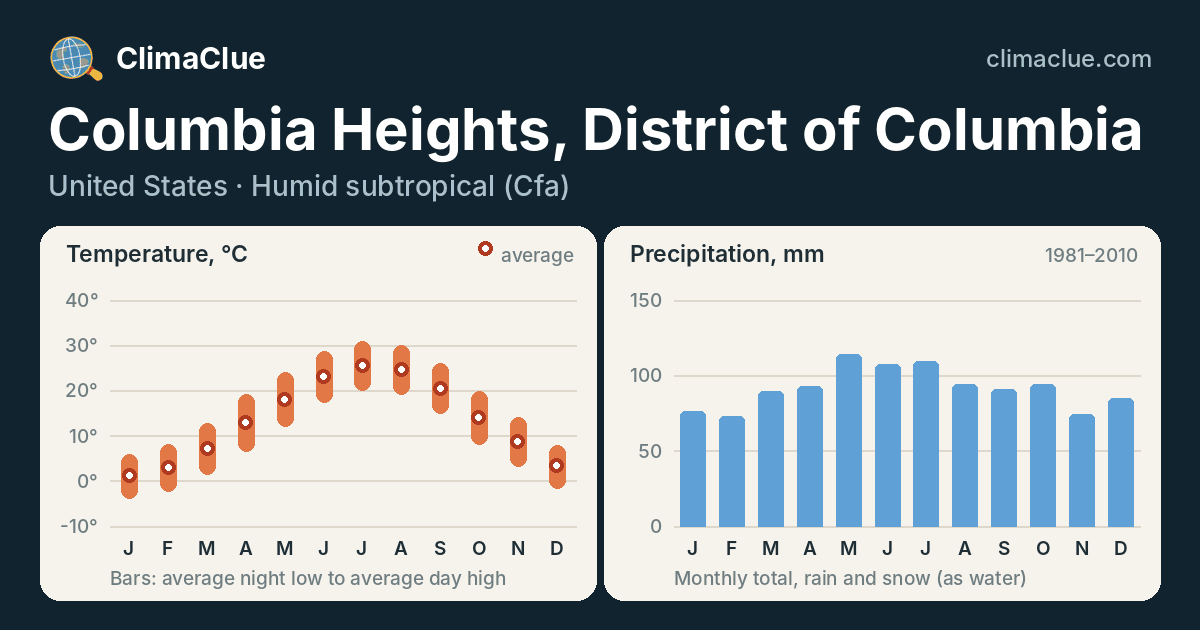 ClimaClue
climaclue.com
Columbia Heights, District of Columbia
United States · Humid subtropical (Cfa)
Temperature, °C
average
40°
30°
20°
10°
0°
-10°
J F M A M J J A S O N D
Bars: average night low to average day high
Precipitation, mm
1981–2010
150
100
50
0
J F M A M J J A S O N D
Monthly total, rain and snow (as water)